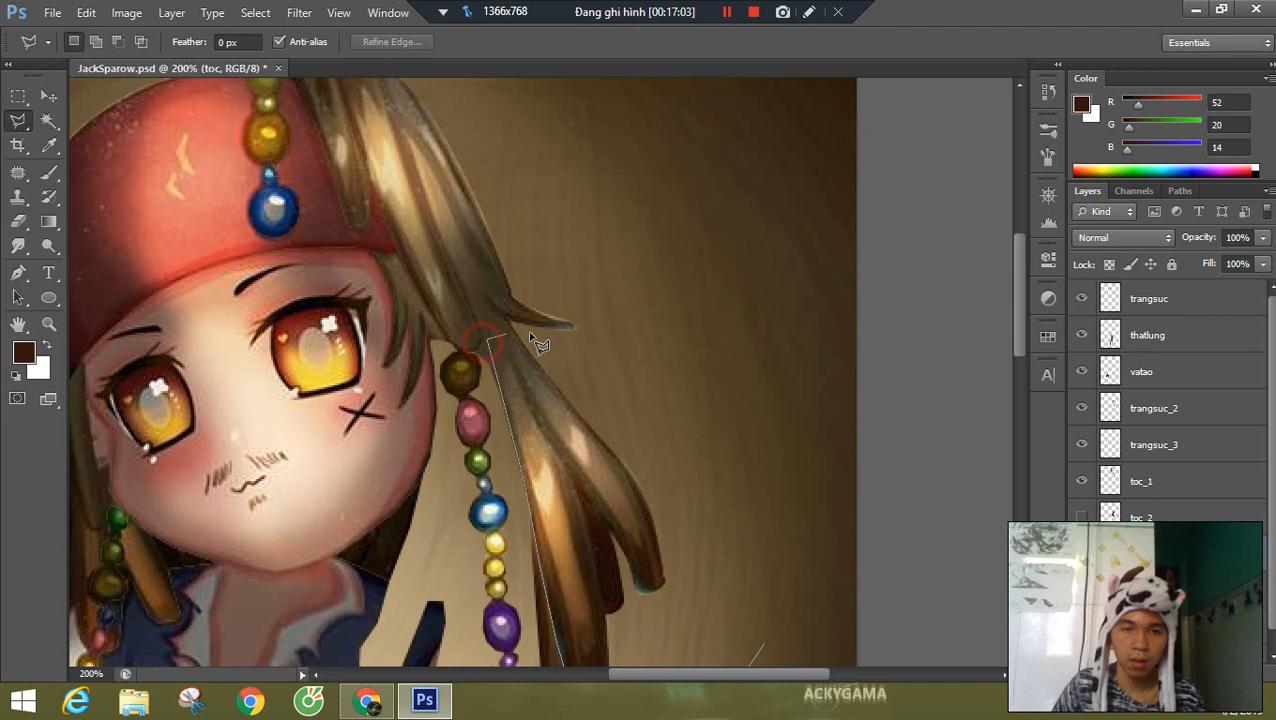 Ps File Edit Image Layer Type Select Filter View Window
1366x768 Đang ghi hình [00:17:03]
Feather: 0 px Anti-alias Refine Edge... Essentials
JackSparow.psd @ 200% (toc, RGB/8) * ×
Color
R 52
G 20
B 14
Layers Channels Paths
Kind
Normal Opacity: 100%
Lock: Fill: 100%
trangsuc
thatlung
vatao
trangsuc_2
trangsuc_3
toc_1
toc_2
200%
Ps
ACKYGAMA